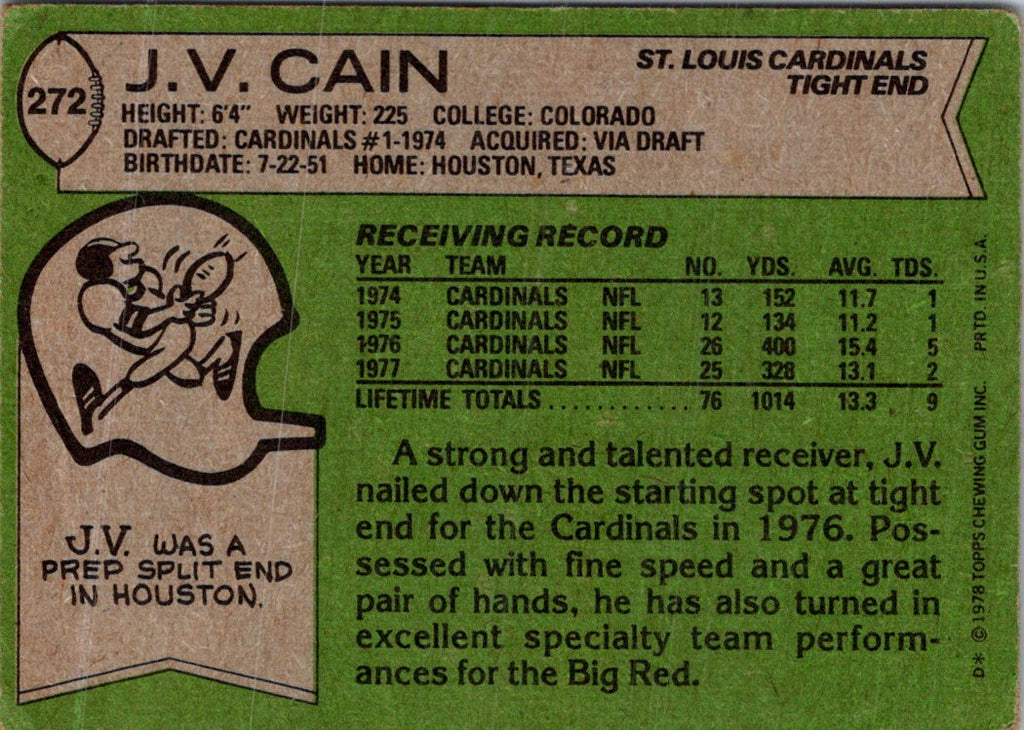 272
J.V. CAIN
ST. LOUIS CARDINALS
TIGHT END
HEIGHT: 6'4" WEIGHT: 225 COLLEGE: COLORADO
DRAFTED: CARDINALS #1-1974 ACQUIRED: VIA DRAFT
BIRTHDATE: 7-22-51 HOME: HOUSTON, TEXAS
RECEIVING RECORD
YEAR TEAM NO. YDS. AVG. TDS.
1974 CARDINALS NFL 13 152 11.7 1
1975 CARDINALS NFL 12 134 11.2 1
1976 CARDINALS NFL 26 400 15.4 5
1977 CARDINALS NFL 25 328 13.1 2
LIFETIME TOTALS............ 76 1014 13.3 9
A strong and talented receiver, J.V.
nailed down the starting spot at tight
end for the Cardinals in 1976. Pos-
sessed with fine speed and a great
pair of hands, he has also turned in
excellent specialty team perform-
ances for the Big Red.
J.V. WAS A
PREP SPLIT END
IN HOUSTON.
D* © 1978 TOPPS CHEWING GUM INC. PRTD. IN U.S.A.